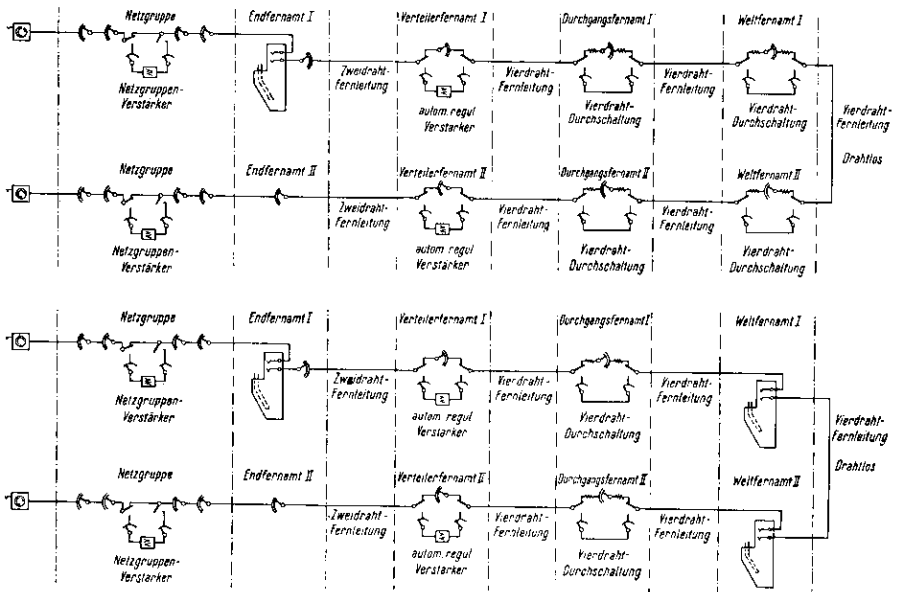 Netzgruppe
Endfernamt I
Verteilerfernamt I
Durchgangsfernamt I
Weltfernamt I
Netzgruppen-
Verstärker
Zweidraht-
Fernleitung
autom. regul
Verstarker
Vierdraht-
Fernleitung
Vierdraht-
Durchschaltung
Vierdraht-
Fernleitung
Vierdraht-
Durchschaltung
Vierdraht-
Fernleitung
Drahtlos
Netzgruppe
Endfernamt II
Verteilerfernamt II
Durchgangsfernamt II
Weltfernamt II
Netzgruppen-
Verstärker
Zweidraht-
Fernleitung
autom regul
Verstärker
Vierdraht-
Fernleitung
Vierdraht-
Durchschaltung
Vierdraht-
Fernleitung
Vierdraht-
Durchschaltung
Netzgruppe
Endfernamt I
Verteilerfernamt I
Durchgangsfernamt I
Weltfernamt I
Netzgruppen-
Verstärker
Zweidraht-
Fernleitung
autom. regul
Verstärker
Vierdraht-
Fernleitung
Vierdraht-
Durchschaltung
Vierdraht-
Fernleitung
Vierdraht-
Fernleitung
Drahtlos
Netzgruppe
Endfernamt II
Verteilerfernamt II
Durchgangsfernamt II
Weltfernamt II
Netzgruppen-
Verstärker
Zweidraht-
Fernleitung
autom. regul
Verstärker
Vierdraht-
Fernleitung
Vierdraht-
Durchschaltung
Vierdraht-
Fernleitung